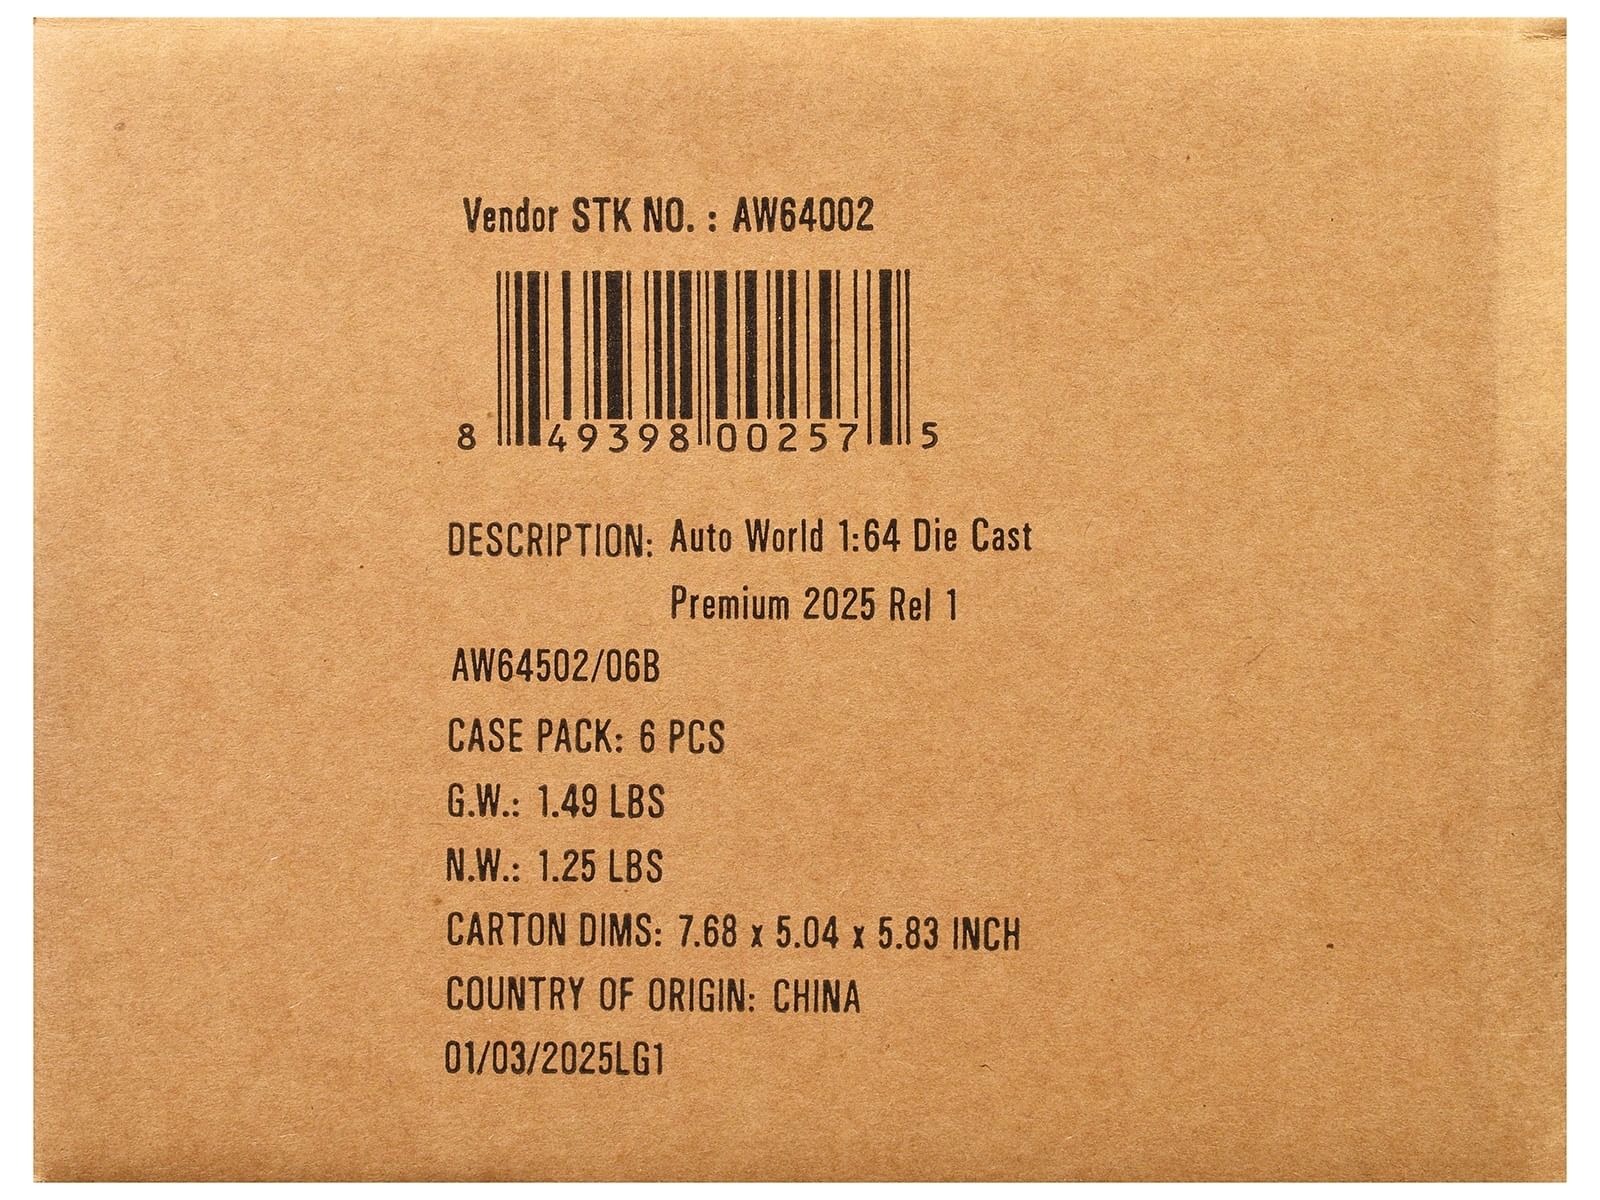 Vendor STK NO. : AW64002
8 49398 00257 5
DESCRIPTION: Auto World 1:64 Die Cast
Premium 2025 Rel 1
AW64502/06B
CASE PACK: 6 PCS
G.W.: 1.49 LBS
N.W.: 1.25 LBS
CARTON DIMS: 7.68 x 5.04 x 5.83 INCH
COUNTRY OF ORIGIN: CHINA
01/03/2025LG1